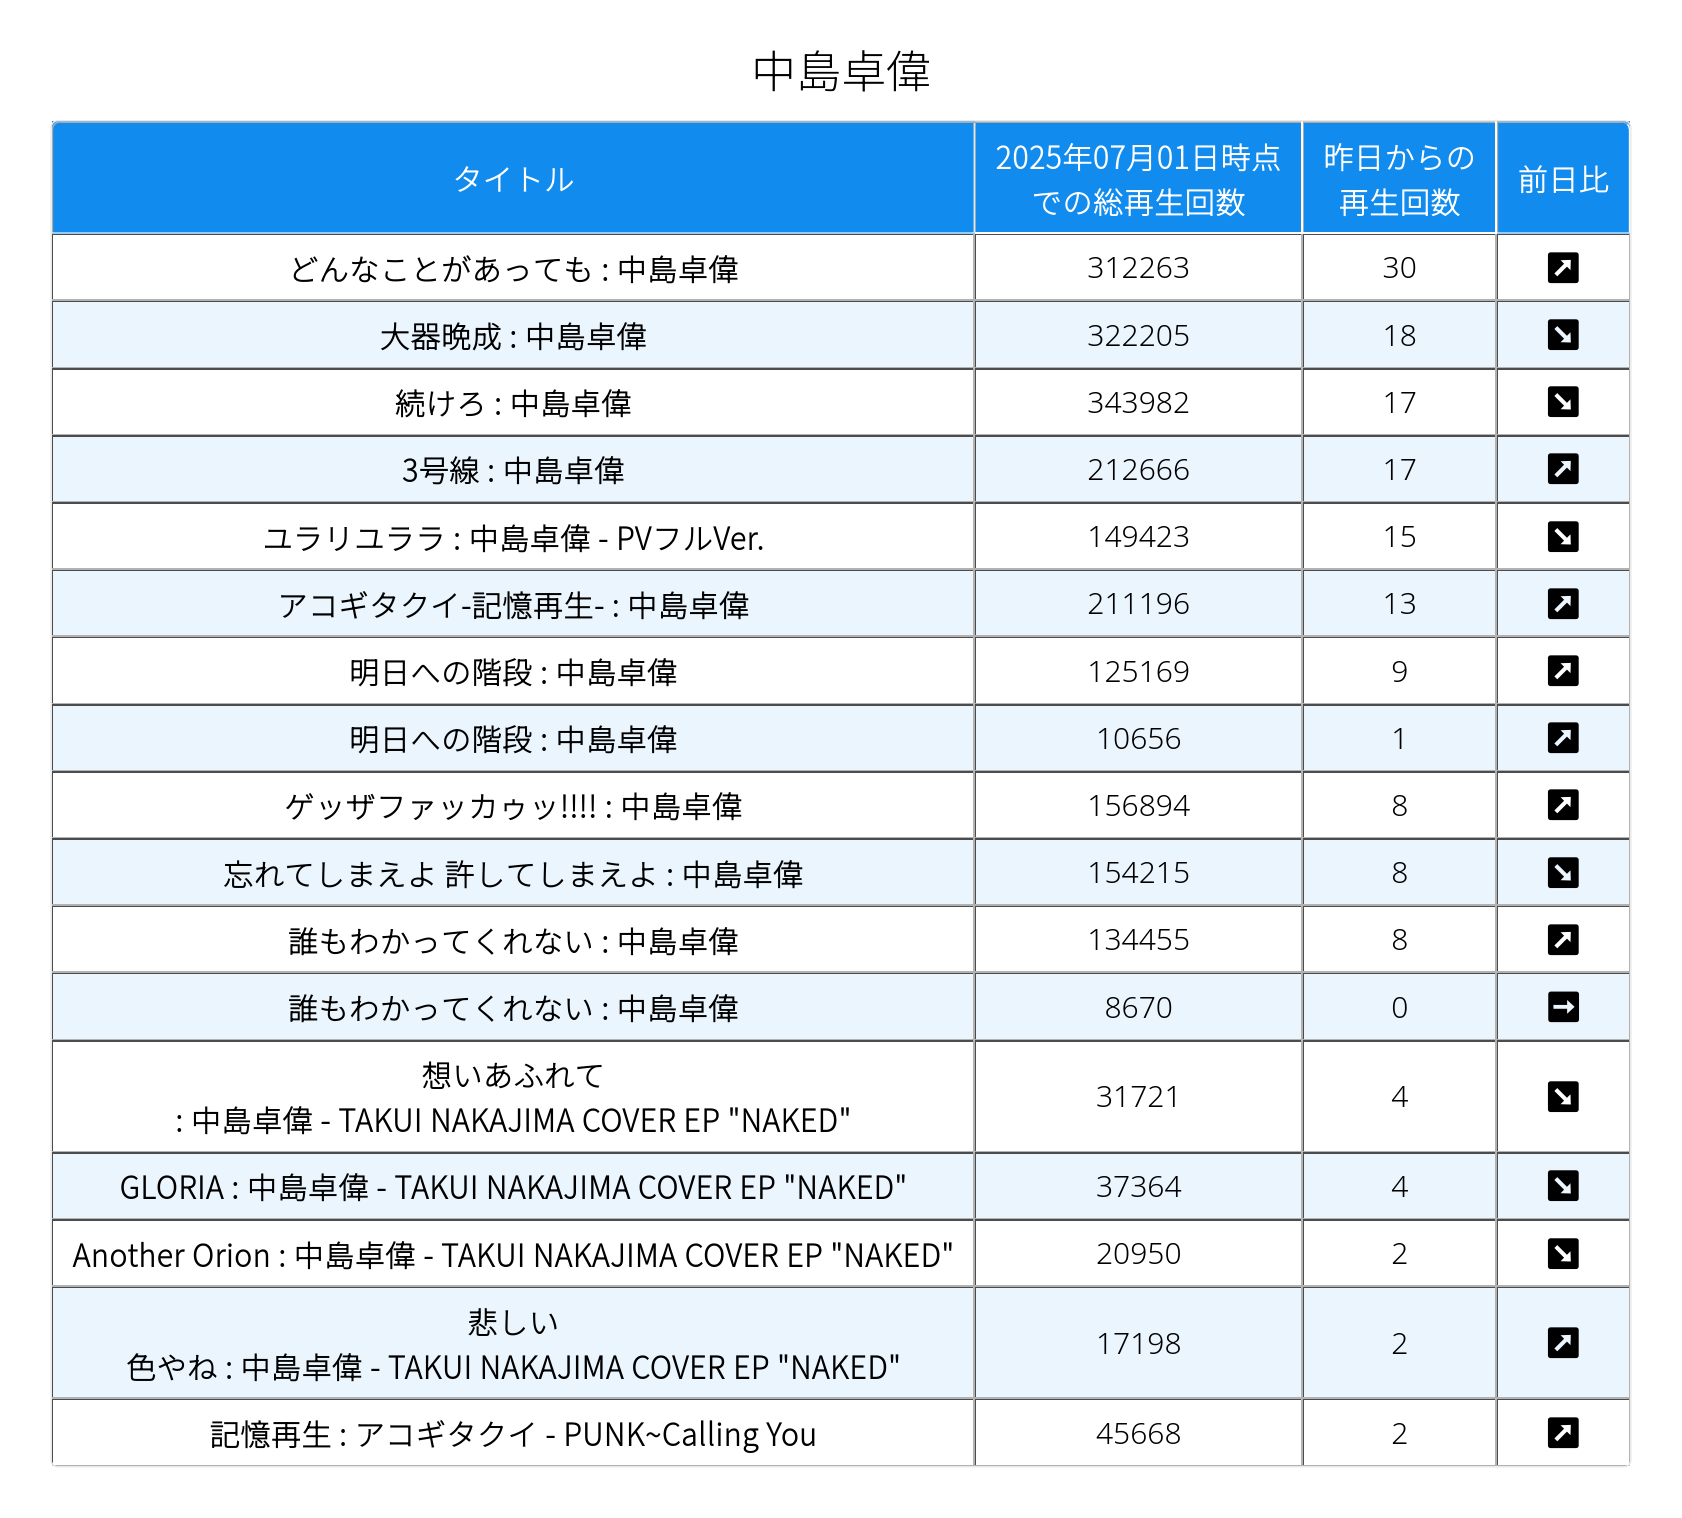 中島卓偉
タイトル 2025年07月01日時点での総再生回数 昨日からの再生回数 前日比
どんなことがあっても : 中島卓偉 312263 30 ↗
大器晩成 : 中島卓偉 322205 18 ↘
続けろ : 中島卓偉 343982 17 ↘
3号線 : 中島卓偉 212666 17 ↗
ユラリユララ : 中島卓偉 - PVフルVer. 149423 15 ↘
アコギタクイ-記憶再生- : 中島卓偉 211196 13 ↗
明日への階段 : 中島卓偉 125169 9 ↗
明日への階段 : 中島卓偉 10656 1 ↗
ゲッザファッカゥッ!!!! : 中島卓偉 156894 8 ↗
忘れてしまえよ 許してしまえよ : 中島卓偉 154215 8 ↘
誰もわかってくれない : 中島卓偉 134455 8 ↗
誰もわかってくれない : 中島卓偉 8670 0 →
想いあふれて
: 中島卓偉 - TAKUI NAKAJIMA COVER EP "NAKED" 31721 4 ↘
GLORIA : 中島卓偉 - TAKUI NAKAJIMA COVER EP "NAKED" 37364 4 ↘
Another Orion : 中島卓偉 - TAKUI NAKAJIMA COVER EP "NAKED" 20950 2 ↘
悲しい
色やね : 中島卓偉 - TAKUI NAKAJIMA COVER EP "NAKED" 17198 2 ↗
記憶再生 : アコギタクイ - PUNK~Calling You 45668 2 ↗